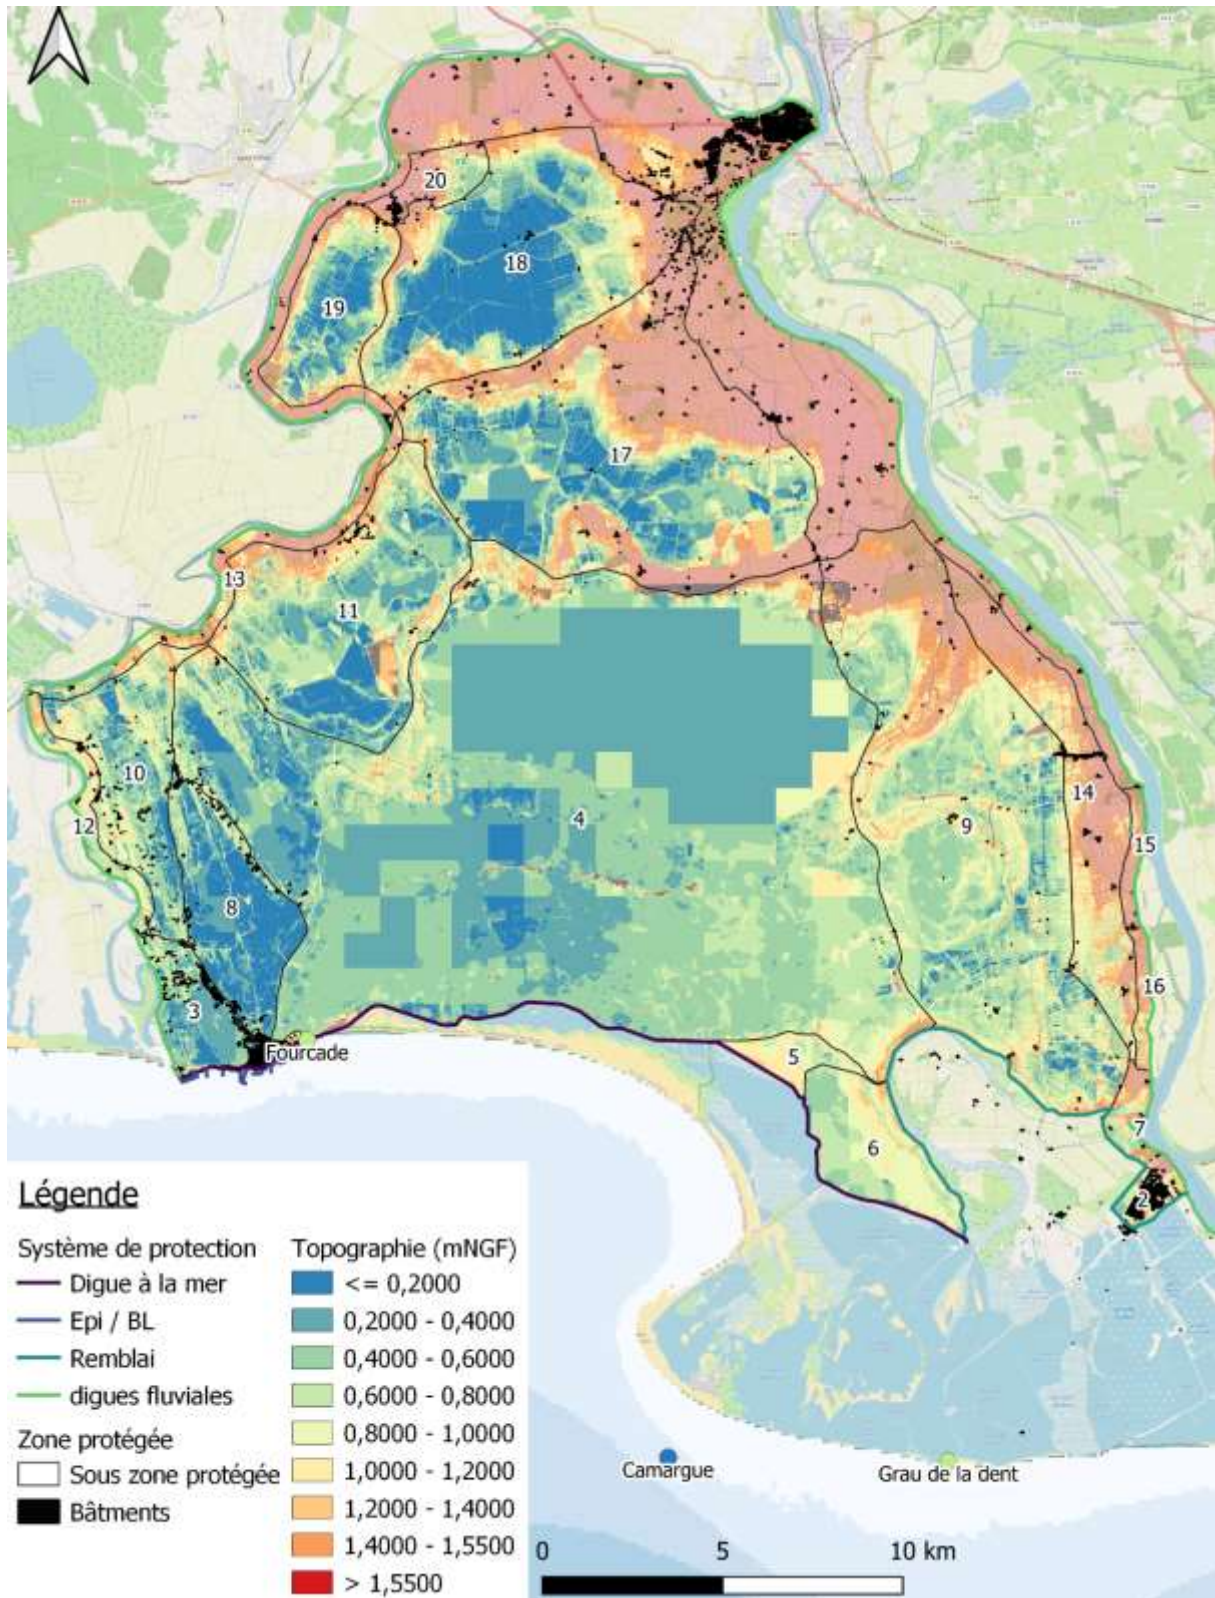 20
18
19
17
13
11
10
12
4
14
9
15
8
3
16
Fourcade
5
7
6
2
Légende
Système de protection
Digue à la mer
Epi / BL
Remblai
digues fluviales
Zone protégée
Sous zone protégée
Bâtments
Topographie (mNGF)
<= 0,2000
0,2000 - 0,4000
0,4000 - 0,6000
0,6000 - 0,8000
0,8000 - 1,0000
1,0000 - 1,2000
1,2000 - 1,4000
1,4000 - 1,5500
> 1,5500
Camargue
Grau de la dent
0 5 10 km